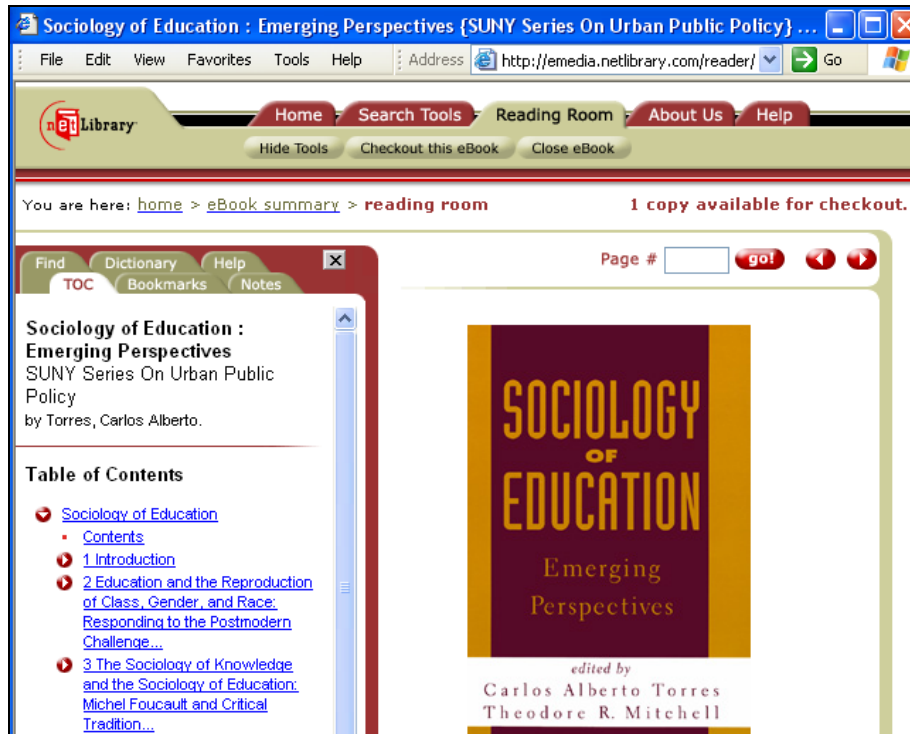 Sociology of Education : Emerging Perspectives {SUNY Series On Urban Public Policy} ...
File Edit View Favorites Tools Help Address http://emedia.netlibrary.com/reader/ Go
netLibrary
Home Search Tools Reading Room About Us Help
Hide Tools Checkout this eBook Close eBook
You are here: home > eBook summary > reading room 1 copy available for checkout.
Find Dictionary Help
TOC Bookmarks Notes
Page # go!
Sociology of Education :
Emerging Perspectives
SUNY Series On Urban Public
Policy
by Torres, Carlos Alberto.
Table of Contents
Sociology of Education
Contents
1 Introduction
2 Education and the Reproduction
of Class, Gender, and Race:
Responding to the Postmodern
Challenge...
3 The Sociology of Knowledge
and the Sociology of Education:
Michel Foucault and Critical
Tradition...
SOCIOLOGY
OF
EDUCATION
Emerging
Perspectives
edited by
Carlos Alberto Torres
Theodore R. Mitchell